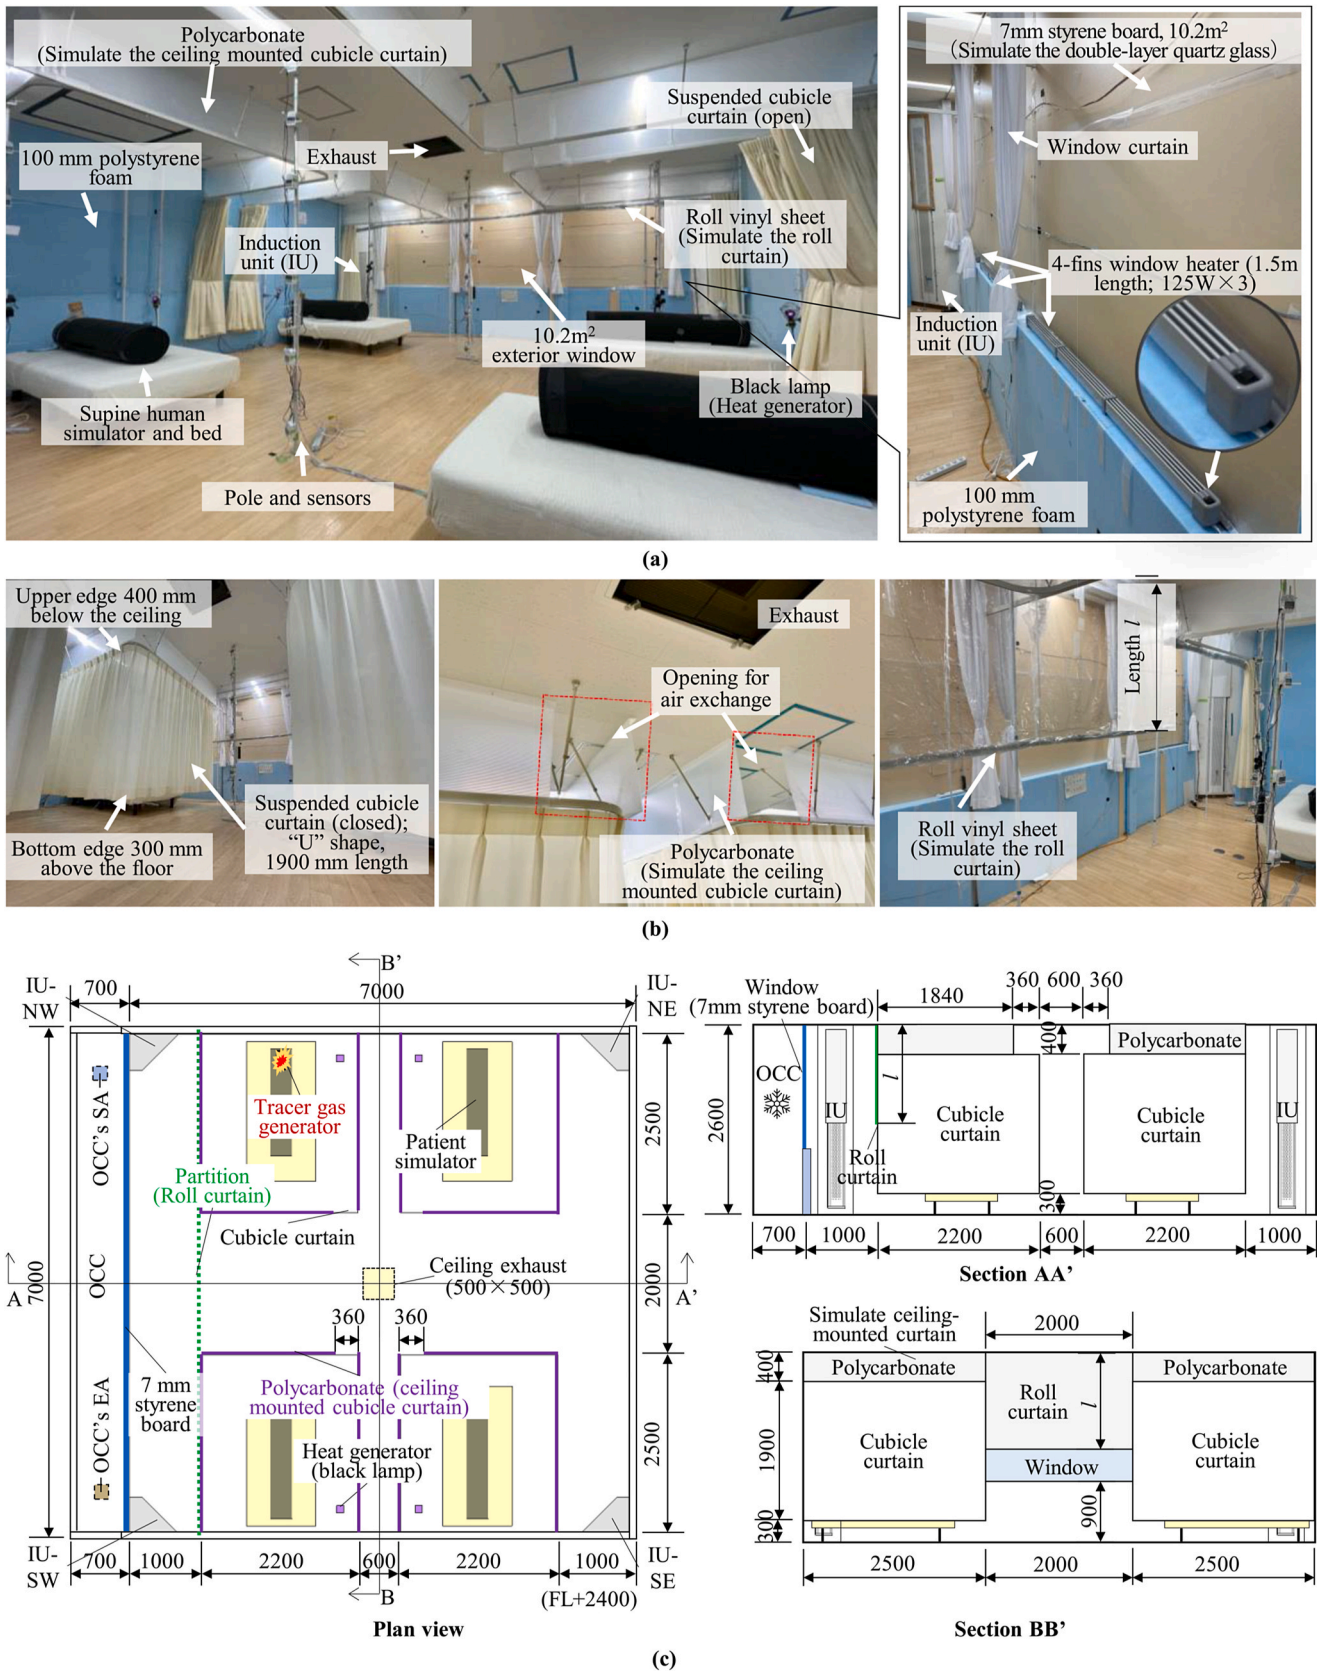 Polycarbonate
(Simulate the ceiling mounted cubicle curtain)
100 mm polystyrene
foam
Exhaust
Suspended cubicle
curtain (open)
Induction
unit (IU)
Roll vinyl sheet
(Simulate the roll
curtain)
10.2m²
exterior window
Black lamp
(Heat generator)
Supine human
simulator and bed
Pole and sensors
7mm styrene board, 10.2m²
(Simulate the double-layer quartz glass)
Window curtain
4-fins window heater (1.5m
length; 125W×3)
Induction
unit (IU)
100 mm
polystyrene foam
(a)
Upper edge 400 mm
below the ceiling
Bottom edge 300 mm
above the floor
Suspended cubicle
curtain (closed);
“U” shape,
1900 mm length
Exhaust
Opening for
air exchange
Polycarbonate
(Simulate the ceiling
mounted cubicle curtain)
Length l
Roll vinyl sheet
(Simulate the roll
curtain)
(b)
B'
IU-
NW
700
7000
IU-
NE
OCC's SA
Tracer gas
generator
Patient
simulator
2500
Partition
(Roll curtain)
Cubicle curtain
OCC
Ceiling exhaust
(500×500)
2000
A
7000
A'
360
360
7 mm
styrene
board
Polycarbonate (ceiling
mounted cubicle curtain)
OCC's EA
Heat generator
(black lamp)
2500
IU-
SW
700
1000
2200
600
2200
1000
IU-
SE
B
(FL+2400)
Plan view
Window
(7mm styrene board)
1840
360
600
360
400
Polycarbonate
2600
OCC
IU
l
Cubicle
curtain
Cubicle
curtain
IU
Roll
curtain
300
700
1000
2200
600
2200
1000
Section AA'
Simulate ceiling-
mounted curtain
2000
400
Polycarbonate
Polycarbonate
Roll
curtain
l
1900
Cubicle
curtain
Cubicle
curtain
Window
900
300
2500
2000
2500
Section BB'
(c)